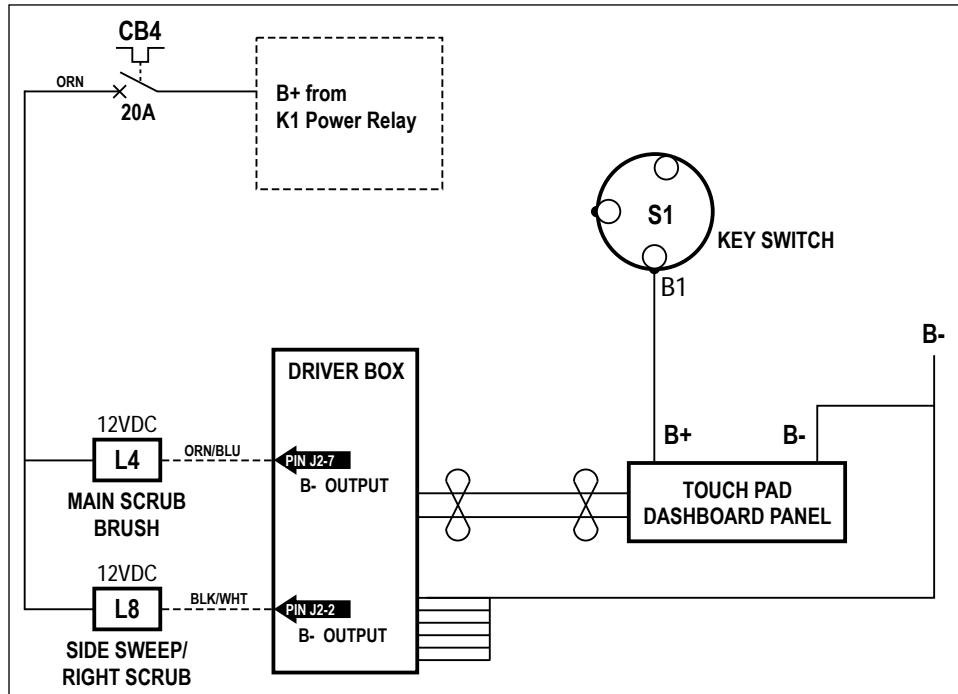 CB4
ORN
20A
B+ from
K1 Power Relay
S1
KEY SWITCH
B1
B-
DRIVER BOX
12VDC
L4
ORN/BLU
PIN J2-7
B- OUTPUT
MAIN SCRUB
BRUSH
B+
B-
TOUCH PAD
DASHBOARD PANEL
12VDC
L8
BLK/WHT
PIN J2-2
B- OUTPUT
SIDE SWEEP/
RIGHT SCRUB